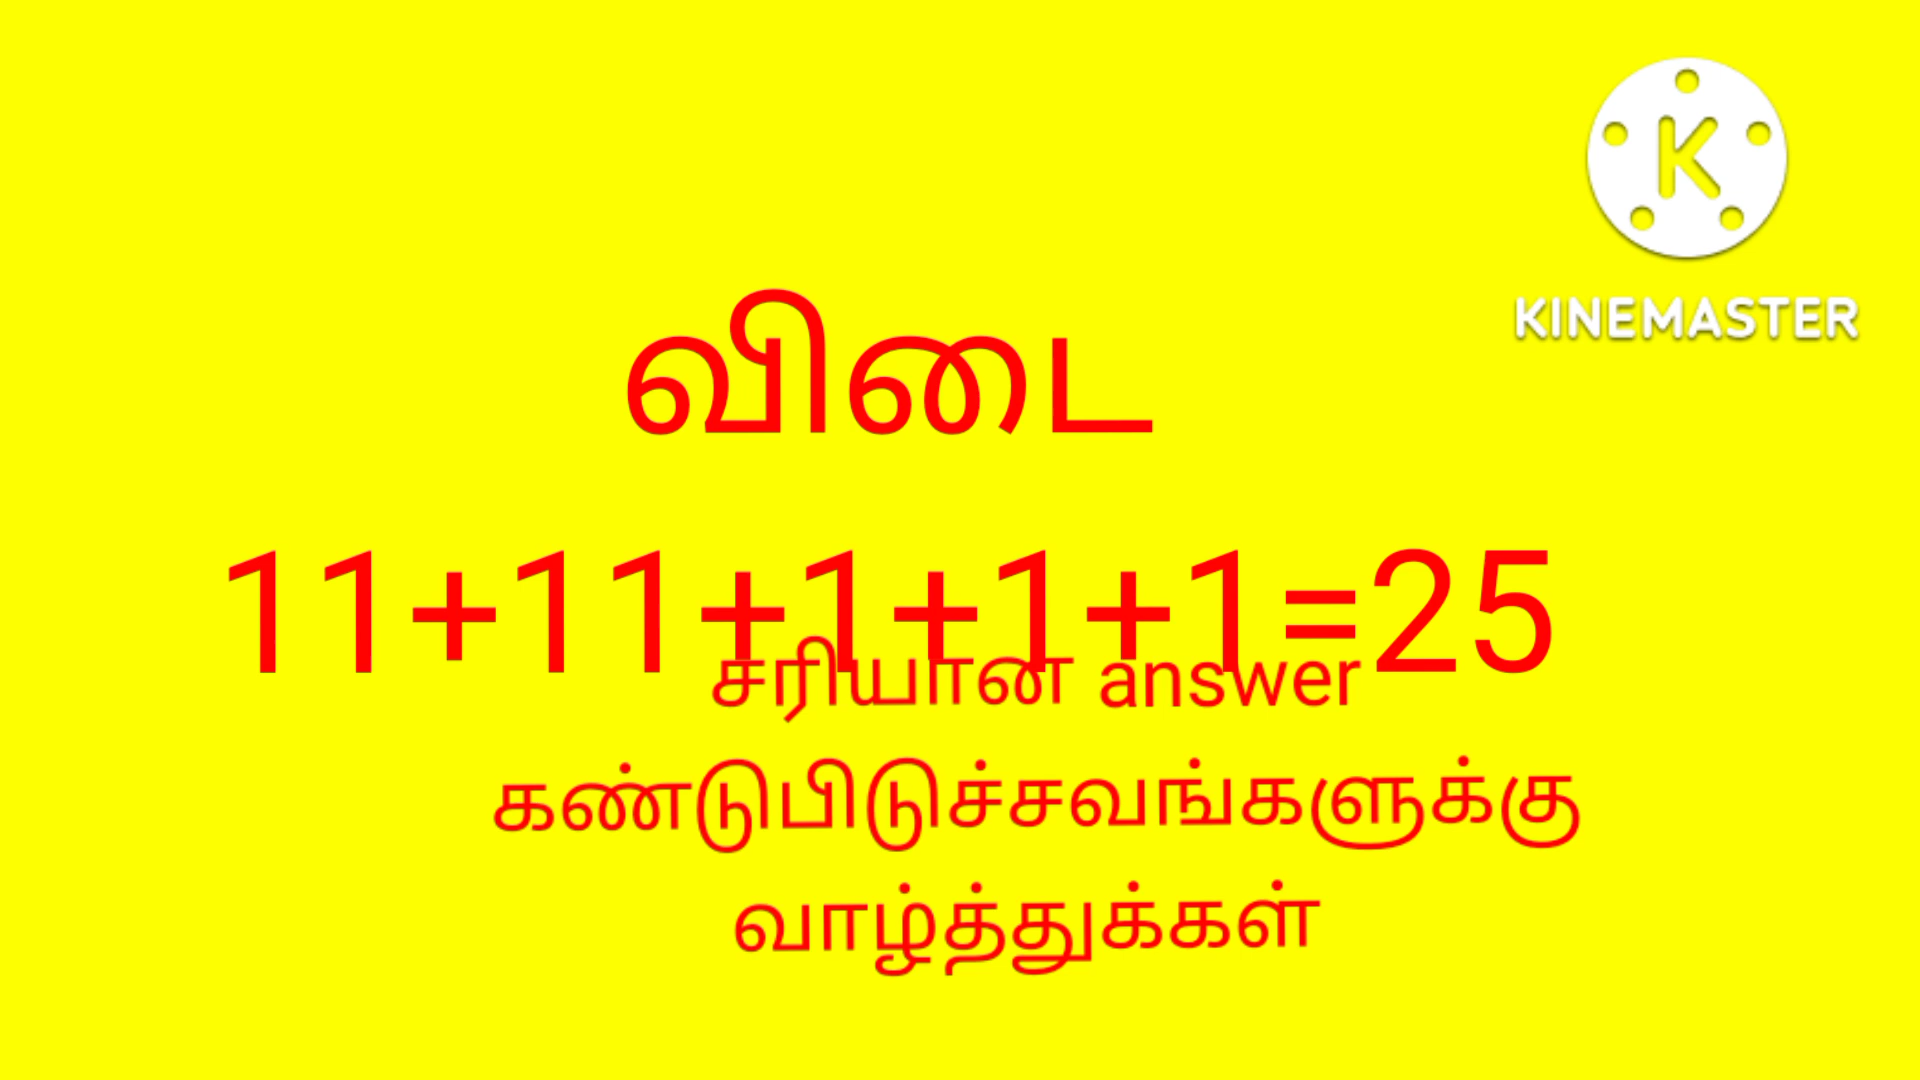 K
KINEMASTER
விடை
11+11+1+1+1=25
சரியான answer
கண்டுபிடுச்சவங்களுக்கு
வாழ்த்துக்கள்